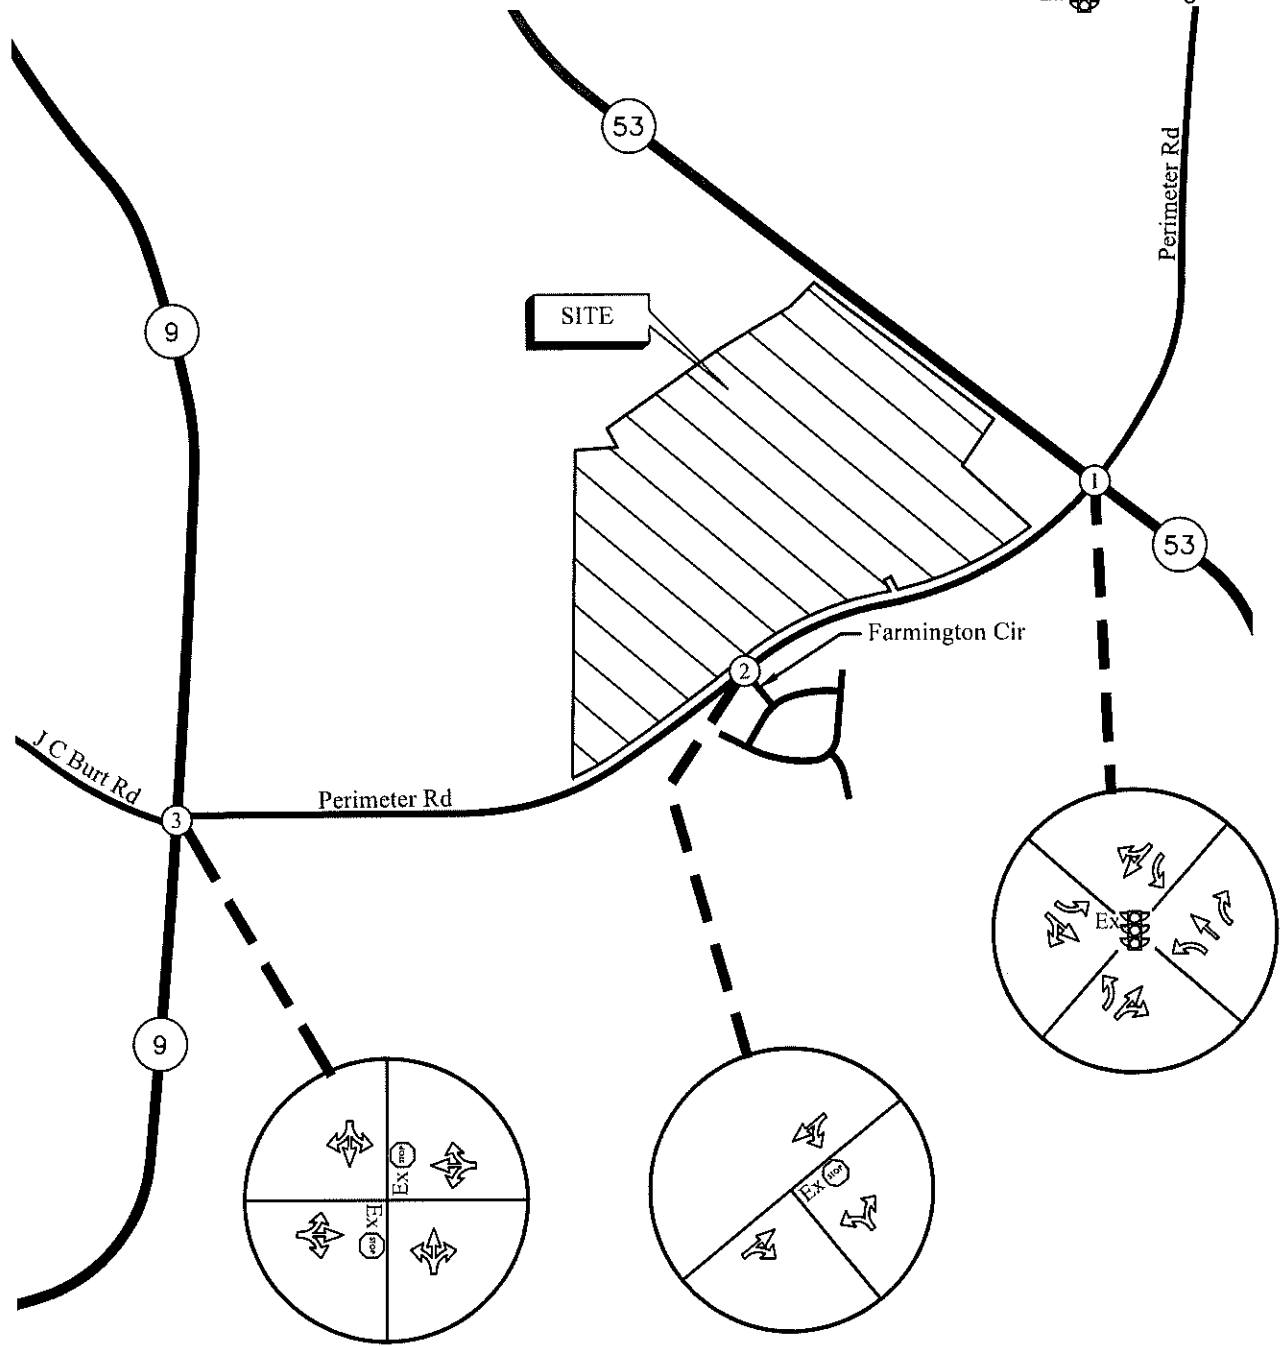 53
Perimeter Rd
9
SITE
1
53
Farmington Cir
2
J C Burt Rd
Perimeter Rd
3
Ex
9
STOP
Ex
Ex
STOP
Ex
STOP